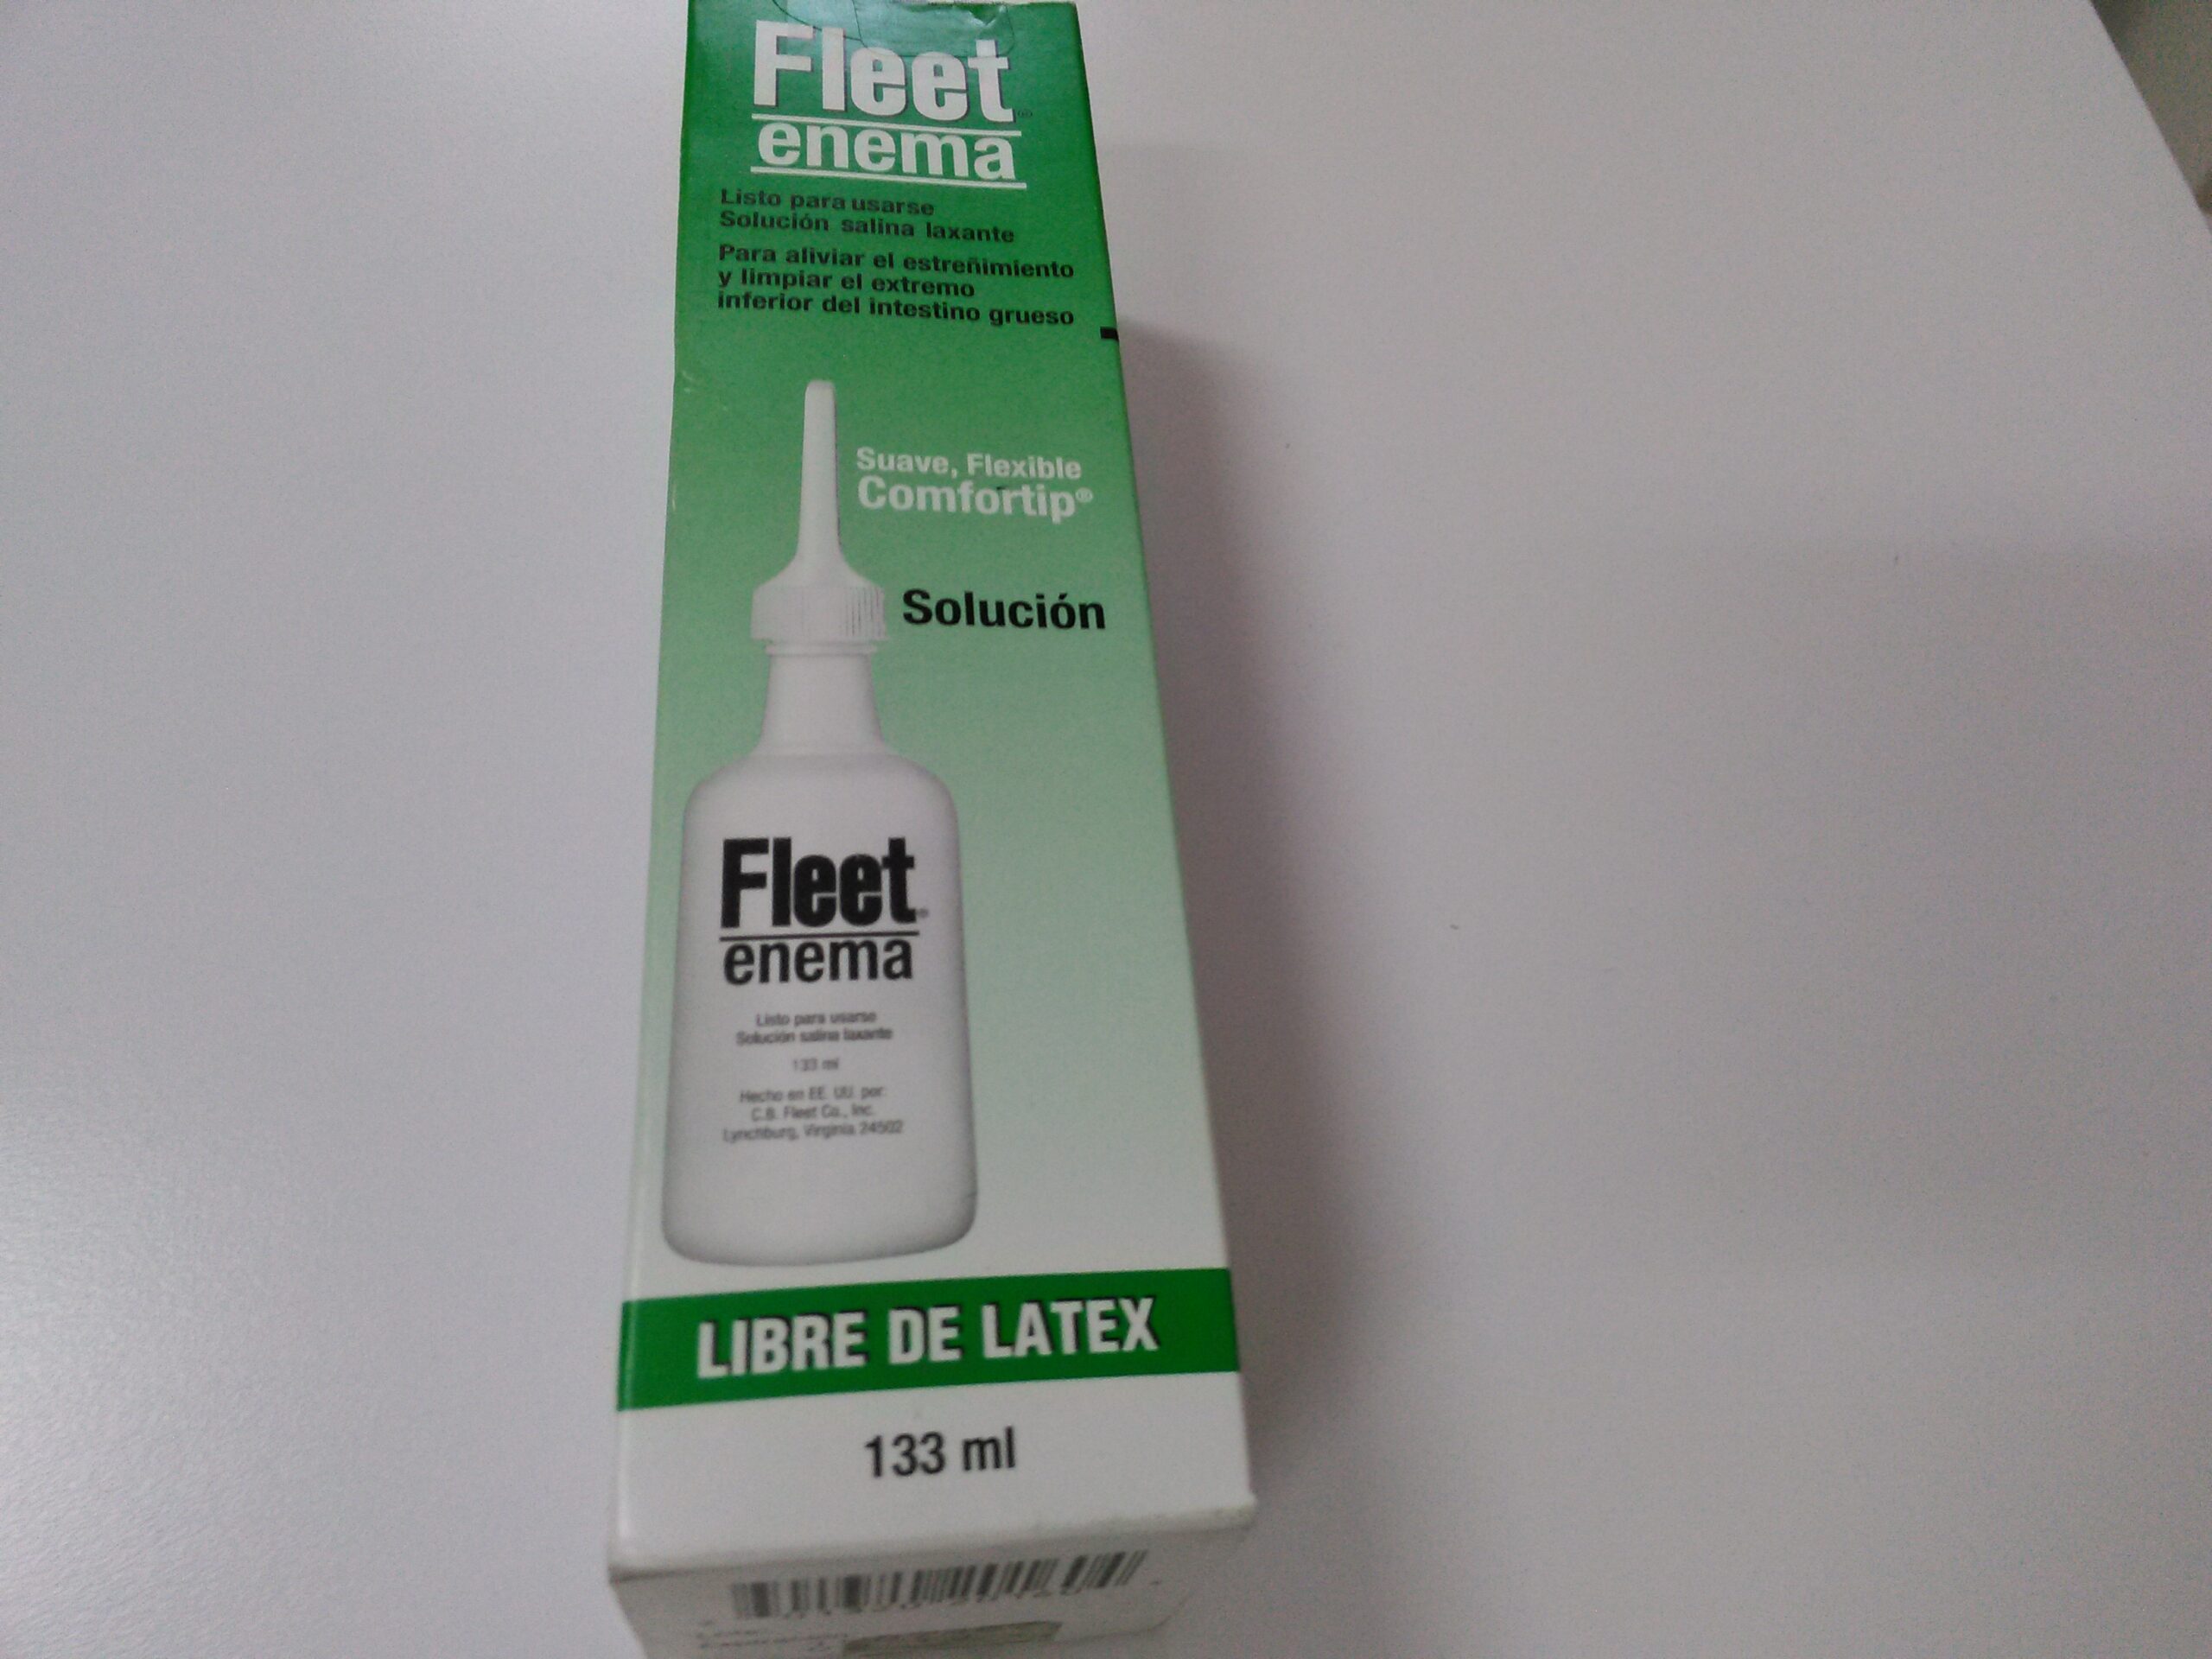 Fleet®
enema
Listo para usarse
Solución salina laxante
Para aliviar el estreñimiento
y limpiar el extremo
inferior del intestino grueso
Suave, Flexible
Comfortip®
Solución
Fleet®
enema
Listo para usarse
Solución salina laxante
133 ml
Hecho en EE. UU. por:
C.B. Fleet Co., Inc.
Lynchburg, Virginia 24502
LIBRE DE LATEX
133 ml